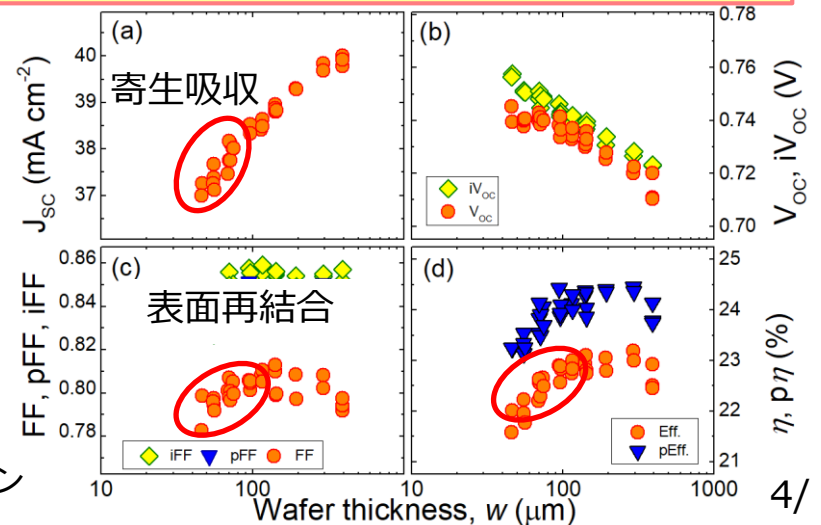 (a)
寄生吸収
J_SC (mA cm⁻²)
40
39
38
37
(b)
0.78
0.76
0.74
0.72
0.70
V_OC, iV_OC (V)
iV_OC
V_OC
(c)
表面再結合
FF, pFF, iFF
0.86
0.84
0.82
0.80
0.78
iFF pFF FF
(d)
25
24
23
22
21
η, pη (%)
Eff.
pEff.
ン
10 100 10 100 1000
Wafer thickness, w (μm)
4/